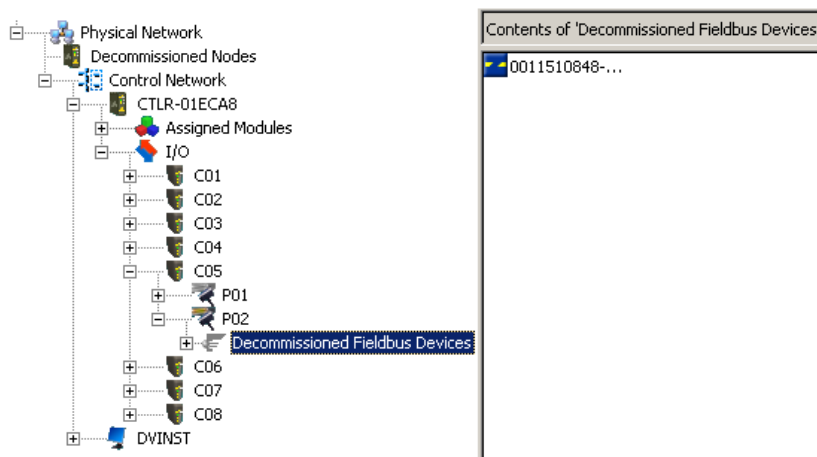 Physical Network
Decommissioned Nodes
Control Network
CTLR-01ECA8
Assigned Modules
I/O
C01
C02
C03
C04
C05
P01
P02
Decommissioned Fieldbus Devices
C06
C07
C08
DVINST
Contents of 'Decommissioned Fieldbus Devices
0011510848-...